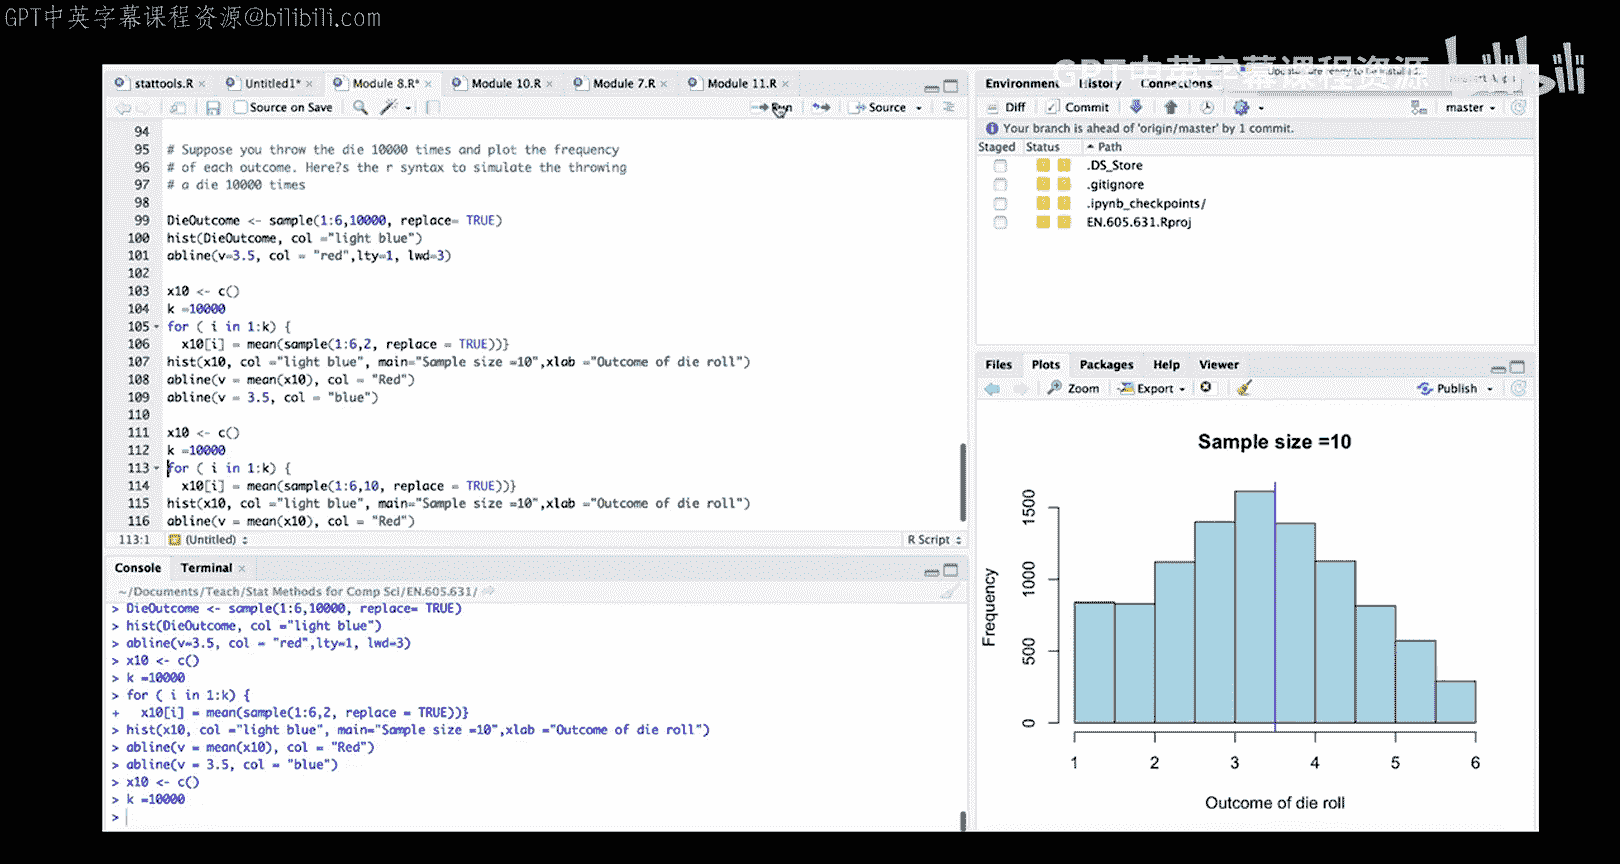 GPT中英字幕课程资源@bilibili.com
GPT中英字幕课程资源 bilibili
stattools.R Untitled1* Module 8.R* Module 10.R Module 7.R Module 11.R
Source on Save Run Source
94
95 # Suppose you throw the die 10000 times and plot the frequency
96 # of each outcome. Here?s the r syntax to simulate the throwing
97 # a die 10000 times
98
99 DieOutcome <- sample(1:6,10000, replace= TRUE)
100 hist(DieOutcome, col ="light blue")
101 abline(v=3.5, col = "red",lty=1, lwd=3)
102
103 x10 <- c()
104 k =10000
105 for ( i in 1:k) {
106 x10[i] = mean(sample(1:6,2, replace = TRUE))}
107 hist(x10, col ="light blue", main="Sample size =10",xlab ="Outcome of die roll")
108 abline(v = mean(x10), col = "Red")
109 abline(v = 3.5, col = "blue")
110
111 x10 <- c()
112 k =10000
113 for ( i in 1:k) {
114 x10[i] = mean(sample(1:6,10, replace = TRUE))}
115 hist(x10, col ="light blue", main="Sample size =10",xlab ="Outcome of die roll")
116 abline(v = mean(x10), col = "Red")
113:1 (Untitled) R Script
Console Terminal
~/Documents/Teach/Stat Methods for Comp Sci/EN.605.631/
> DieOutcome <- sample(1:6,10000, replace= TRUE)
> hist(DieOutcome, col ="light blue")
> abline(v=3.5, col = "red",lty=1, lwd=3)
> x10 <- c()
> k =10000
> for ( i in 1:k) {
+ x10[i] = mean(sample(1:6,2, replace = TRUE))}
> hist(x10, col ="light blue", main="Sample size =10",xlab ="Outcome of die roll")
> abline(v = mean(x10), col = "Red")
> abline(v = 3.5, col = "blue")
> x10 <- c()
> k =10000
>
Environment History Connections
Diff Commit master
Your branch is ahead of 'origin/master' by 1 commit.
Staged Status Path
.DS_Store
.gitignore
.ipynb_checkpoints/
EN.605.631.Rproj
Files Plots Packages Help Viewer
Zoom Export Publish
Sample size =10
Frequency
1500
1000
500
0
1 2 3 4 5 6
Outcome of die roll